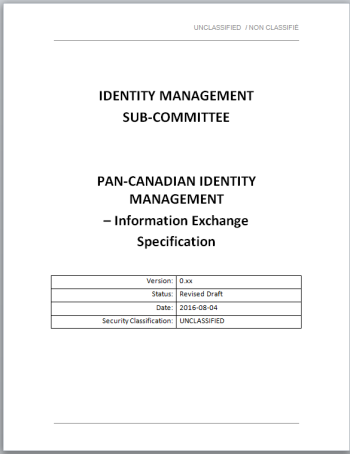 UNCLASSIFIED / NON CLASSIFIÉ
IDENTITY MANAGEMENT
SUB-COMMITTEE
PAN-CANADIAN IDENTITY
MANAGEMENT
– Information Exchange
Specification
Version: 0.xx
Status: Revised Draft
Date: 2016-08-04
Security Classification: UNCLASSIFIED